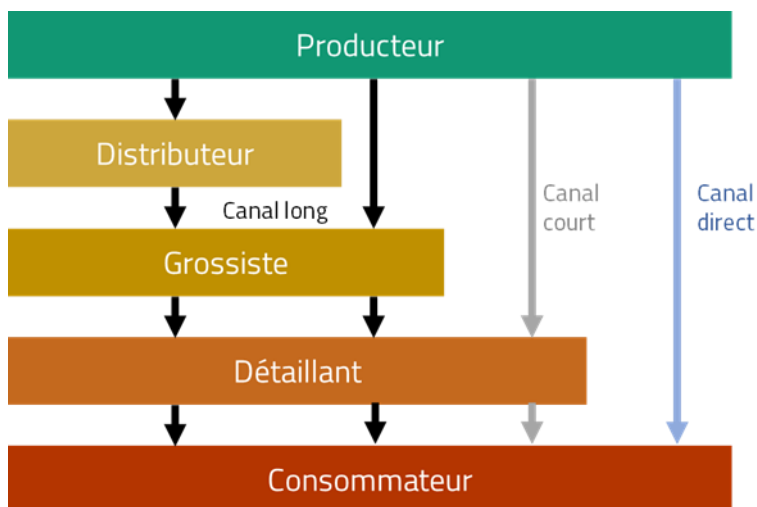 Producteur
Distributeur
Canal long
Canal
court
Canal
direct
Grossiste
Détaillant
Consommateur